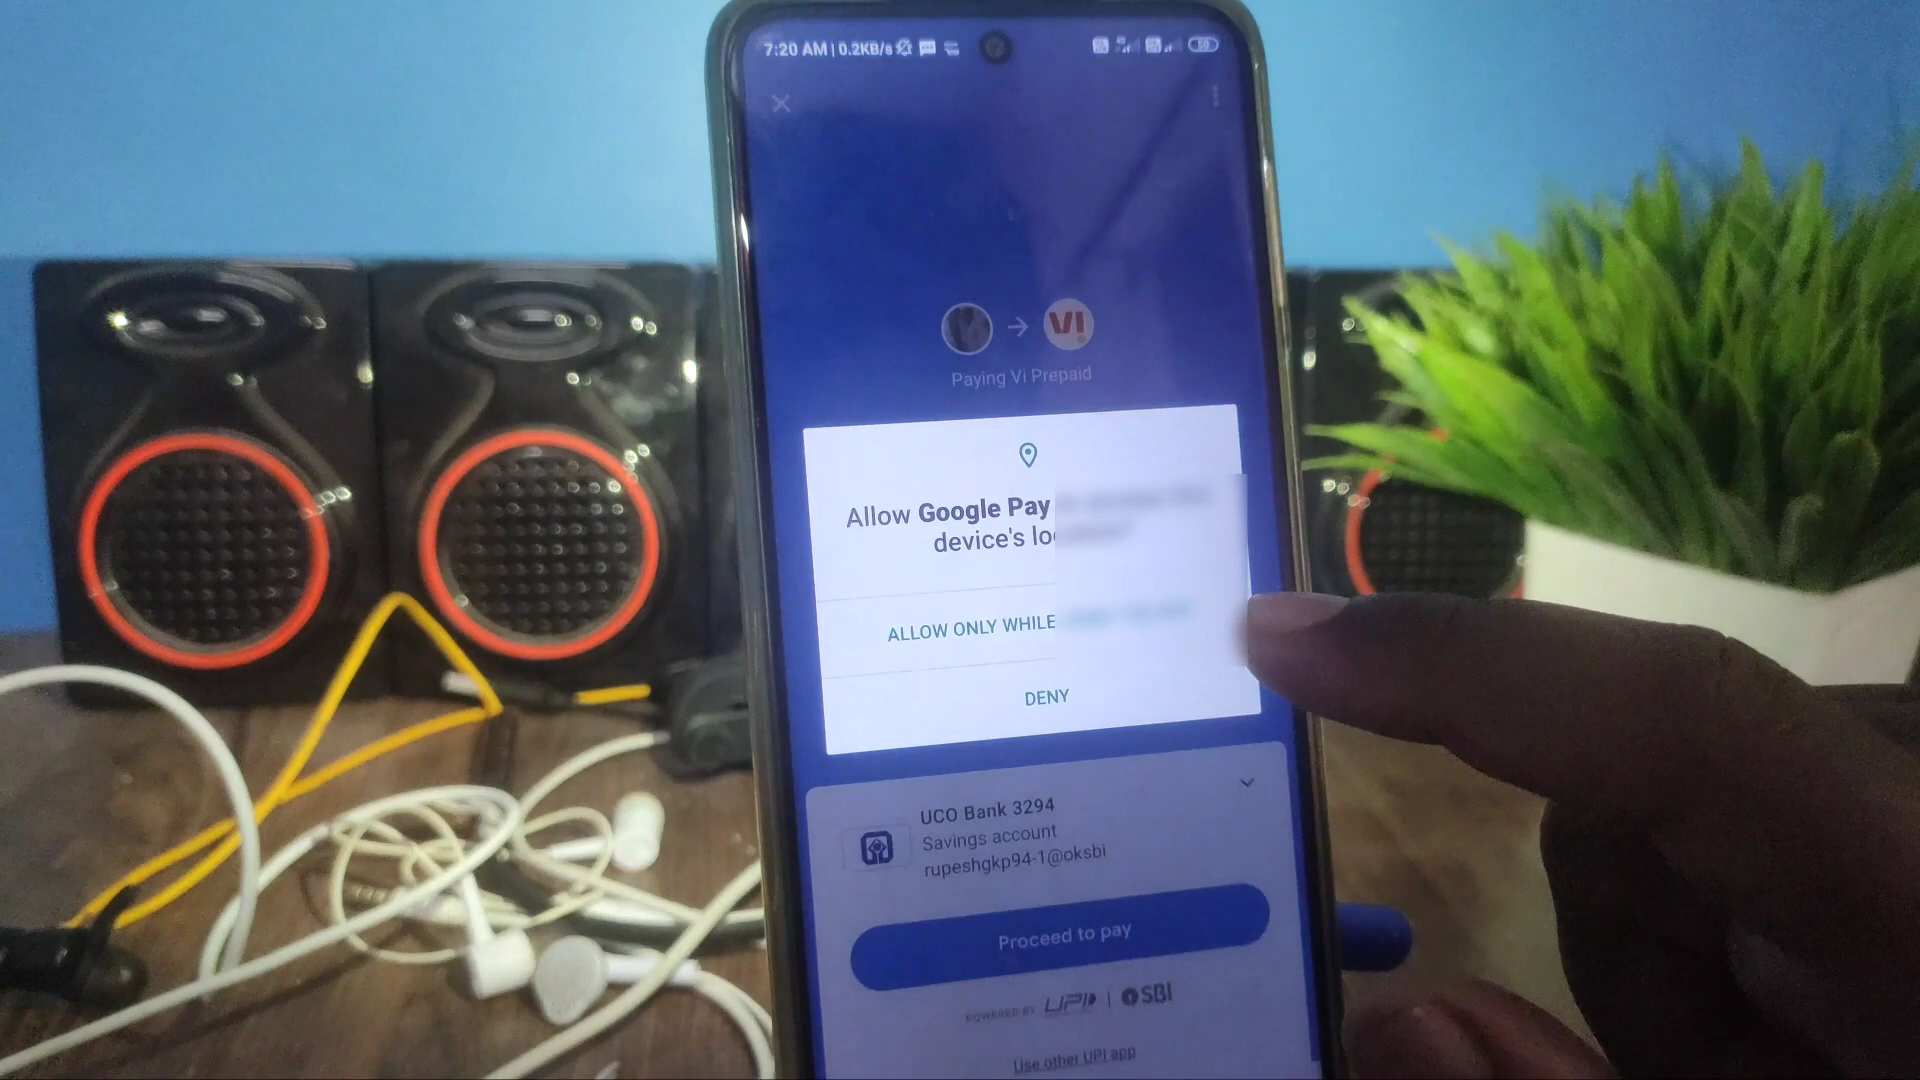 7:20 AM | 0.2KB/s
59
VI
Paying Vi Prepaid
Allow Google Pay
device's lo
ALLOW ONLY WHILE
DENY
UCO Bank 3294
Savings account
rupeshgkp94-1@oksbi
Proceed to pay
POWERED BY UPI | SBI
Use other UPI app